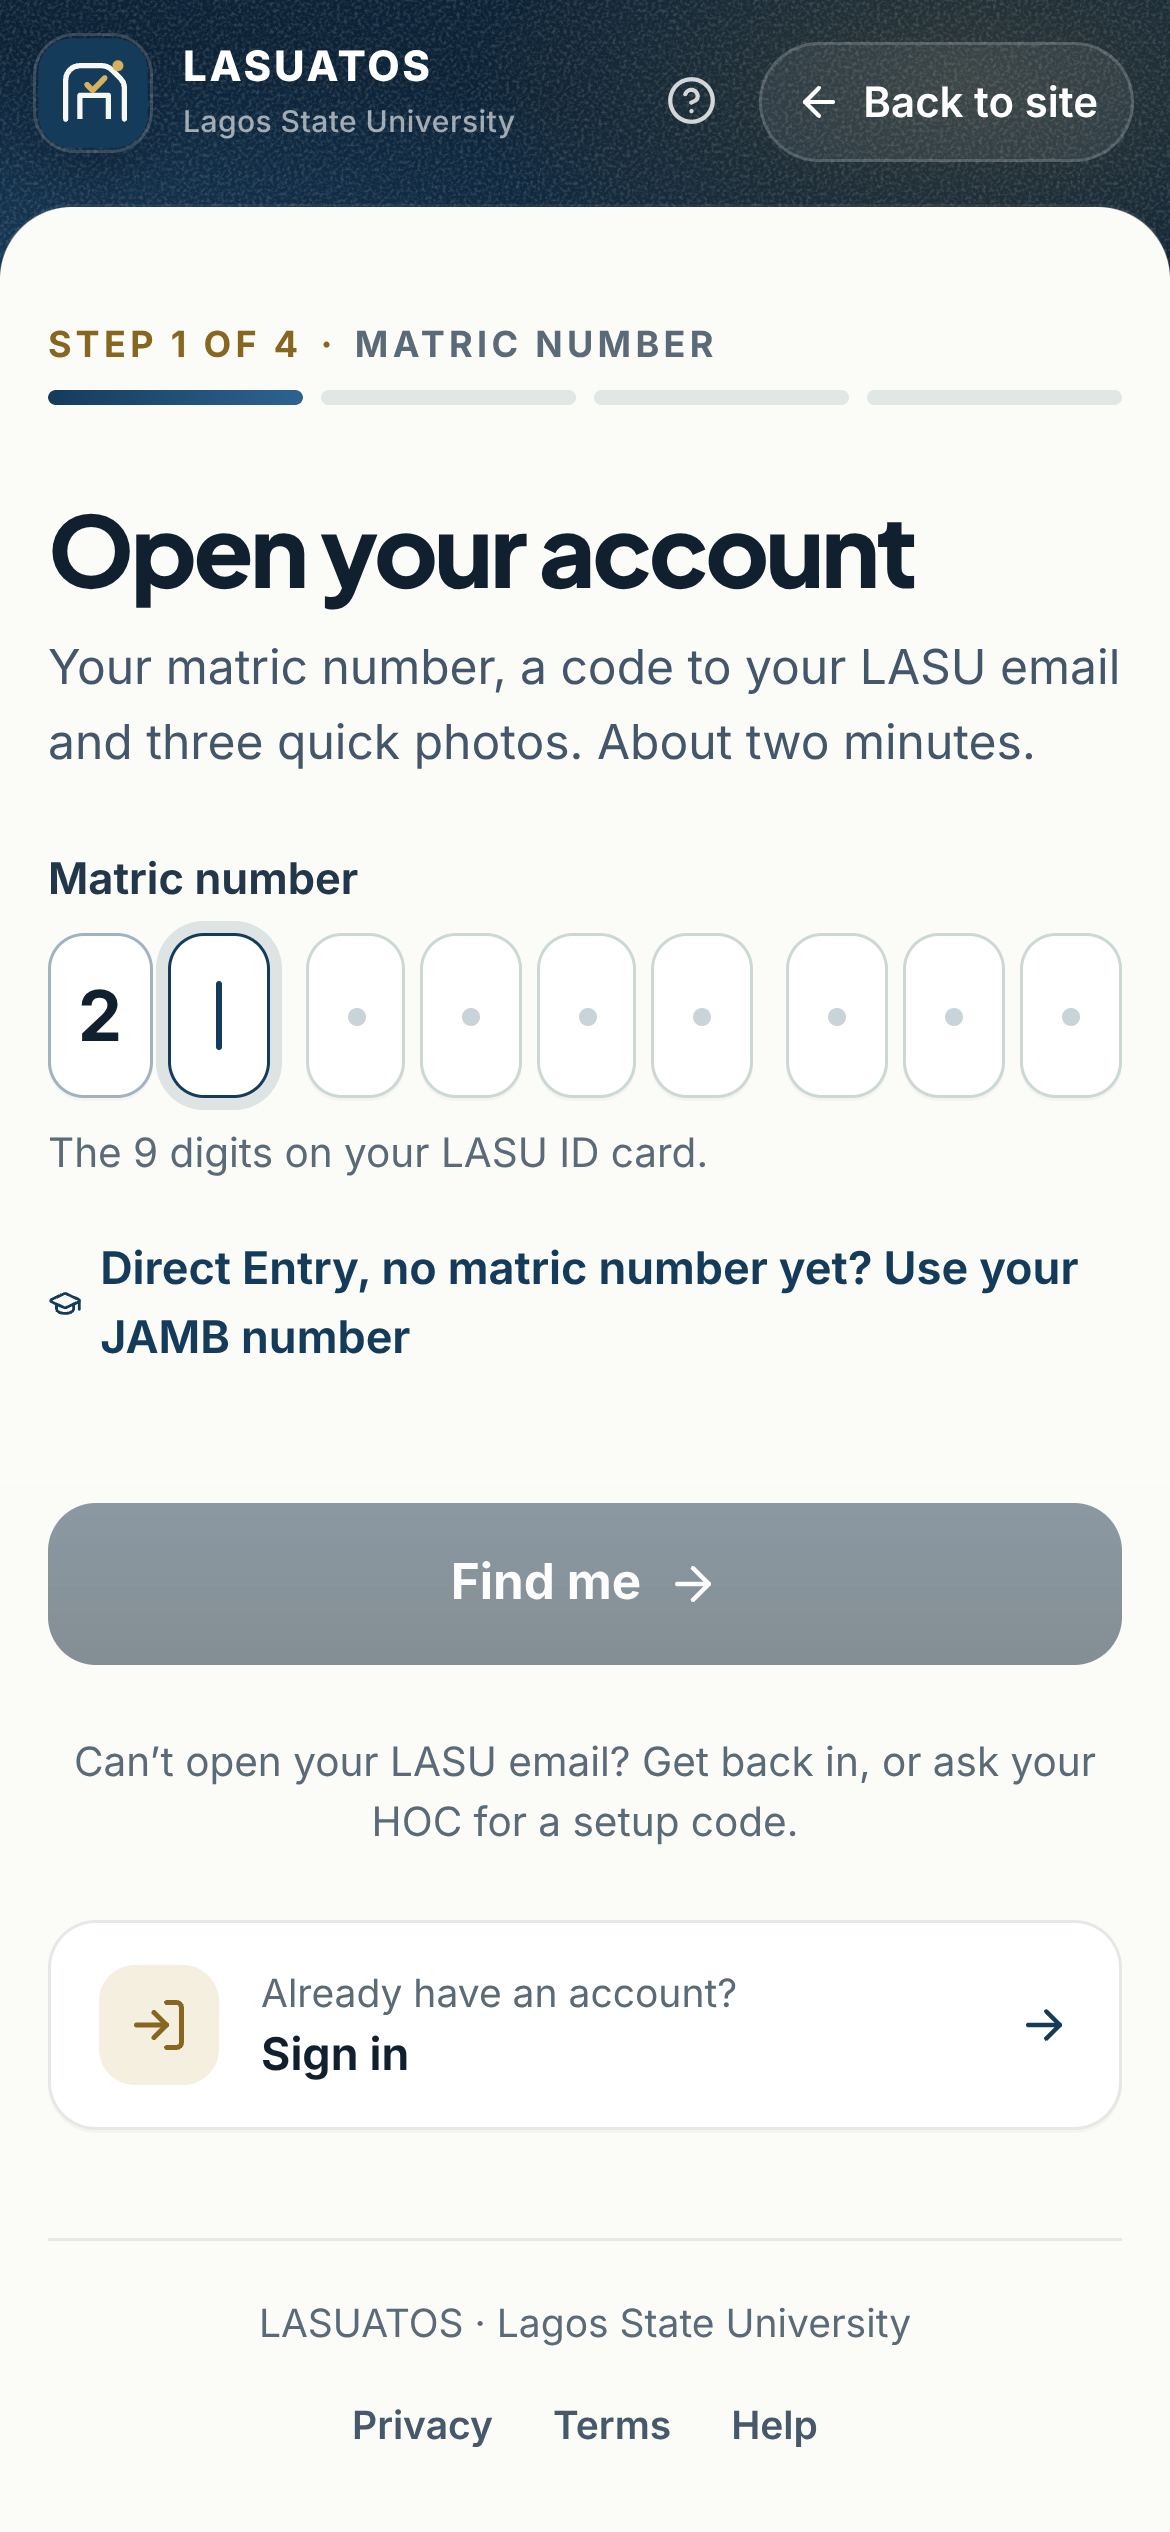 LASUATOS
Lagos State University
Back to site
STEP 1 OF 4 · MATRIC NUMBER
Open your account
Your matric number, a code to your LASU email
and three quick photos. About two minutes.
Matric number
2
The 9 digits on your LASU ID card.
Direct Entry, no matric number yet? Use your
JAMB number
Find me
Can’t open your LASU email? Get back in, or ask your
HOC for a setup code.
Already have an account?
Sign in
LASUATOS · Lagos State University
Privacy Terms Help